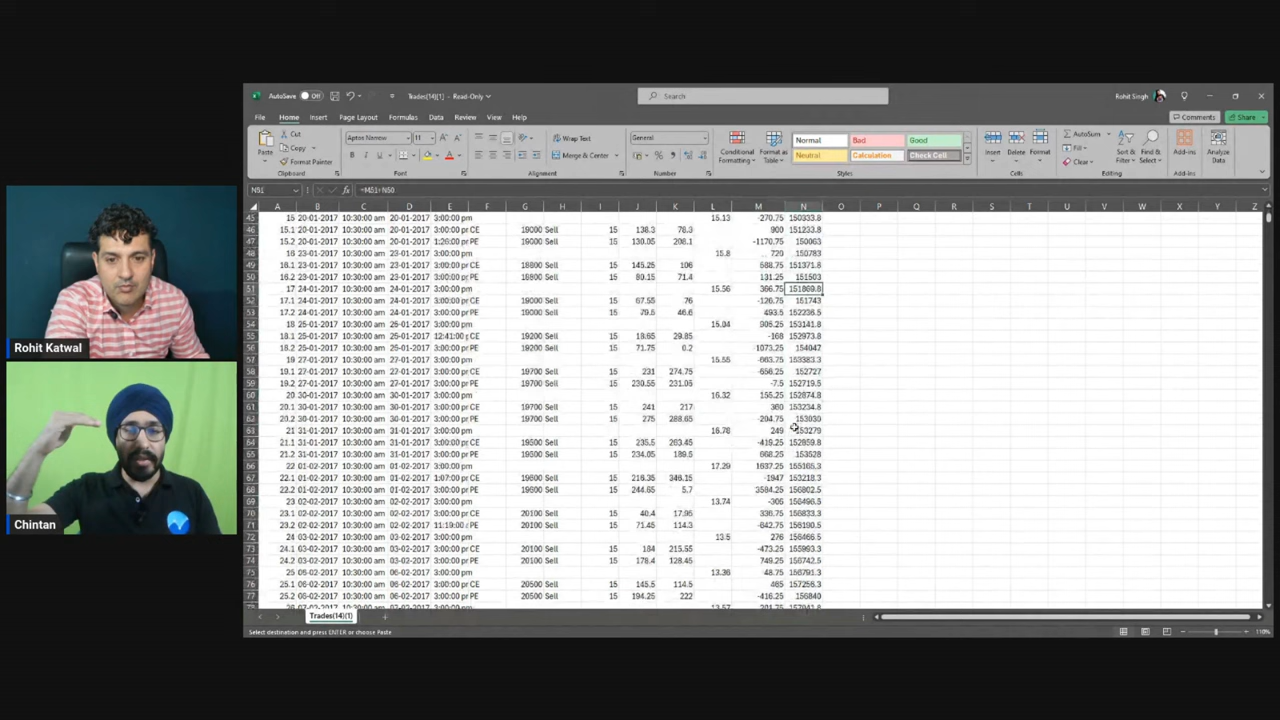 AutoSave Off Trades(14)(1) - Read-Only Search Rohit Singh
File Home Insert Page Layout Formulas Data Review View Help
Comments Share
Paste Cut Copy Format Painter
Aptos Narrow 11 Wrap Text Merge & Center General
Conditional Formatting Format as Table
Normal Bad Good
Neutral Calculation Check Cell
Insert Delete Format
AutoSum Fill Clear
Sort & Filter Find & Select Add-ins Analyze Data
Clipboard Font Alignment Number Styles Cells Editing Add-ins
N51 fx =M51+N50
A B C D E F G H I J K L M N O P Q R S T U V W X Y Z
45 15 20-01-2017 10:30:00 am 20-01-2017 3:00:00 pm 15.13 -270.75 150333.8
46 15.1 20-01-2017 10:30:00 am 20-01-2017 3:00:00 pr CE 19000 Sell 15 138.3 78.3 900 151233.8
47 15.2 20-01-2017 10:30:00 am 20-01-2017 1:26:00 pr PE 19000 Sell 15 130.05 208.1 -1170.75 150063
48 16 23-01-2017 10:30:00 am 23-01-2017 3:00:00 pm 15.8 720 150783
49 16.1 23-01-2017 10:30:00 am 23-01-2017 3:00:00 pr CE 18800 Sell 15 145.25 106 588.75 151371.8
50 16.2 23-01-2017 10:30:00 am 23-01-2017 3:00:00 pr PE 18800 Sell 15 71.4 131.25 151503
51 17 24-01-2017 10:30:00 am 24-01-2017 3:00:00 pm 15.56 366.75 151869.8
52 17.1 24-01-2017 10:30:00 am 24-01-2017 3:00:00 pr CE 19000 Sell 15 67.55 76 -126.75 151743
53 17.2 24-01-2017 10:30:00 am 24-01-2017 3:00:00 pr PE 19000 Sell 15 79.5 46.6 493.5 152236.5
54 18 25-01-2017 10:30:00 am 25-01-2017 3:00:00 pm 15.04 905.25 153141.8
55 18.1 25-01-2017 10:30:00 am 25-01-2017 12:41:00 pr CE 19200 Sell 15 18.65 29.85 -168 152973.8
56 18.2 25-01-2017 10:30:00 am 25-01-2017 3:00:00 pr PE 19200 Sell 15 71.75 0.2 154047
57 19 27-01-2017 10:30:00 am 27-01-2017 3:00:00 pm 15.55 -663.75 153383.3
58 19.1 27-01-2017 10:30:00 am 27-01-2017 3:00:00 pr CE 19700 Sell 15 231 274.75 -656.25 152727
59 19.2 27-01-2017 10:30:00 am 27-01-2017 3:00:00 pr PE 19700 Sell 15 230.55 231.05 -7.5 152719.5
60 20 30-01-2017 10:30:00 am 30-01-2017 3:00:00 pm 16.32 155.25 152874.8
61 20.1 30-01-2017 10:30:00 am 30-01-2017 3:00:00 pr CE 19700 Sell 15 241 217 360 153234.8
62 20.2 30-01-2017 10:30:00 am 30-01-2017 3:00:00 pr PE 19700 Sell 15 275 288.65 -204.75 153030
63 21 31-01-2017 10:30:00 am 31-01-2017 3:00:00 pm 16.78 249 153279
64 21.1 31-01-2017 10:30:00 am 31-01-2017 3:00:00 pr CE 19500 Sell 15 235.5 263.45 -419.25 152859.8
65 21.2 31-01-2017 10:30:00 am 31-01-2017 3:00:00 pr PE 19500 Sell 15 234.05 189.5 668.25 153528
66 22 01-02-2017 10:30:00 am 01-02-2017 3:00:00 pm 17.29 1637.25 155165.3
67 22.1 01-02-2017 10:30:00 am 01-02-2017 1:07:00 pr CE 19600 Sell 15 216.35 346.15 -1947 153218.3
68 22.2 01-02-2017 10:30:00 am 01-02-2017 3:00:00 pr PE 19600 Sell 15 244.65 5.7 3584.25 156802.5
69 23 02-02-2017 10:30:00 am 02-02-2017 3:00:00 pm 13.74 -306 156496.5
70 23.1 02-02-2017 10:30:00 am 02-02-2017 3:00:00 pr CE 20100 Sell 15 40.4 17.95 336.75 156833.3
71 23.2 02-02-2017 10:30:00 am 02-02-2017 11:19:00 PE 20100 Sell 15 71.45 114.3 -642.75 156190.5
72 24 03-02-2017 10:30:00 am 03-02-2017 3:00:00 pm 13.5 276 156466.5
73 24.1 03-02-2017 10:30:00 am 03-02-2017 3:00:00 pr CE 20100 Sell 15 184 215.55 -473.25 155993.3
74 24.2 03-02-2017 10:30:00 am 03-02-2017 3:00:00 pr PE 20100 Sell 15 178.4 128.45 749.25 156742.5
75 25 06-02-2017 10:30:00 am 06-02-2017 3:00:00 pm 13.36 48.75 156791.3
76 25.1 06-02-2017 10:30:00 am 06-02-2017 3:00:00 pr CE 20500 Sell 15 145.5 114.5 465 157256.3
77 25.2 06-02-2017 10:30:00 am 06-02-2017 3:00:00 pr PE 20500 Sell 15 194.25 222 -416.25 156840
Trades(14)(1)
Select destination and press ENTER or choose Paste 110%
Rohit Katwal
Chintan